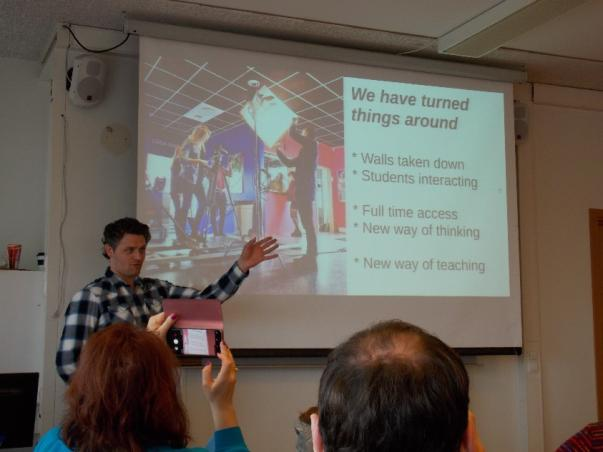 We have turned
things around
* Walls taken down
* Students interacting
* Full time access
* New way of thinking
* New way of teaching